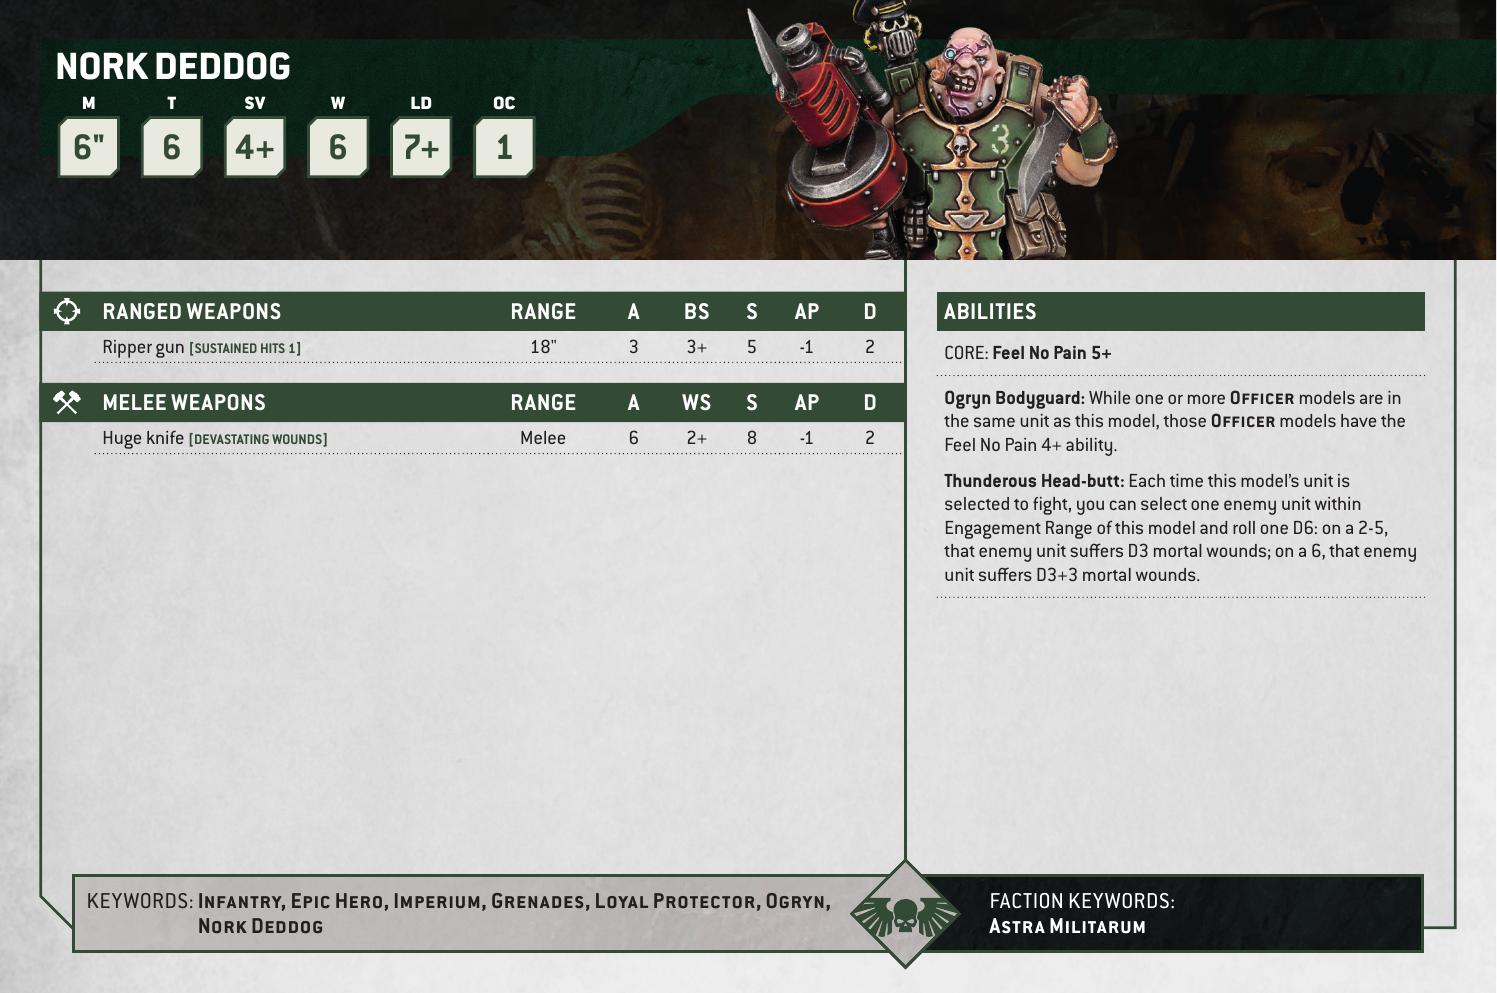 NORK DEDDOG
M T SV W LD OC
6" 6 4+ 6 7+ 1
3
RANGED WEAPONS RANGE A BS S AP D
Ripper gun [SUSTAINED HITS 1] 18" 3 3+ 5 -1 2
MELEE WEAPONS RANGE A WS S AP D
Huge knife [DEVASTATING WOUNDS] Melee 6 2+ 8 -1 2
ABILITIES
CORE: Feel No Pain 5+
Ogryn Bodyguard: While one or more OFFICER models are in
the same unit as this model, those OFFICER models have the
Feel No Pain 4+ ability.
Thunderous Head-butt: Each time this model's unit is
selected to fight, you can select one enemy unit within
Engagement Range of this model and roll one D6: on a 2-5,
that enemy unit suffers D3 mortal wounds; on a 6, that enemy
unit suffers D3+3 mortal wounds.
KEYWORDS: INFANTRY, EPIC HERO, IMPERIUM, GRENADES, LOYAL PROTECTOR, OGRYN,
NORK DEDDOG
FACTION KEYWORDS:
ASTRA MILITARUM